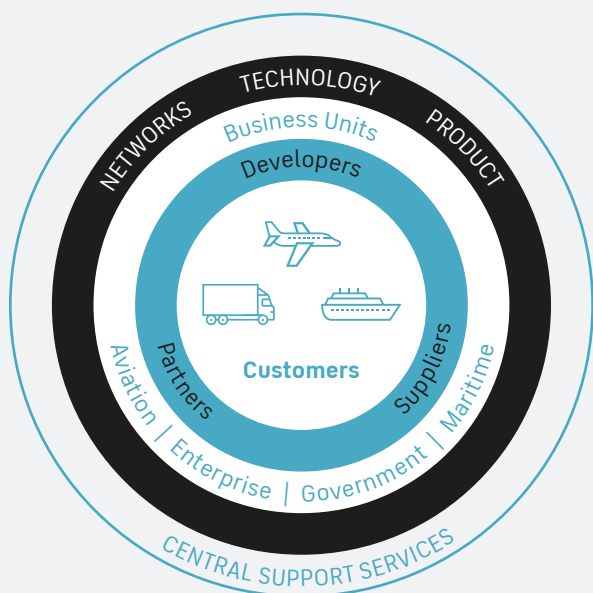 NETWORKS TECHNOLOGY PRODUCT
Business Units
Developers
Customers
Partners
Suppliers
Aviation | Enterprise | Government | Maritime
CENTRAL SUPPORT SERVICES